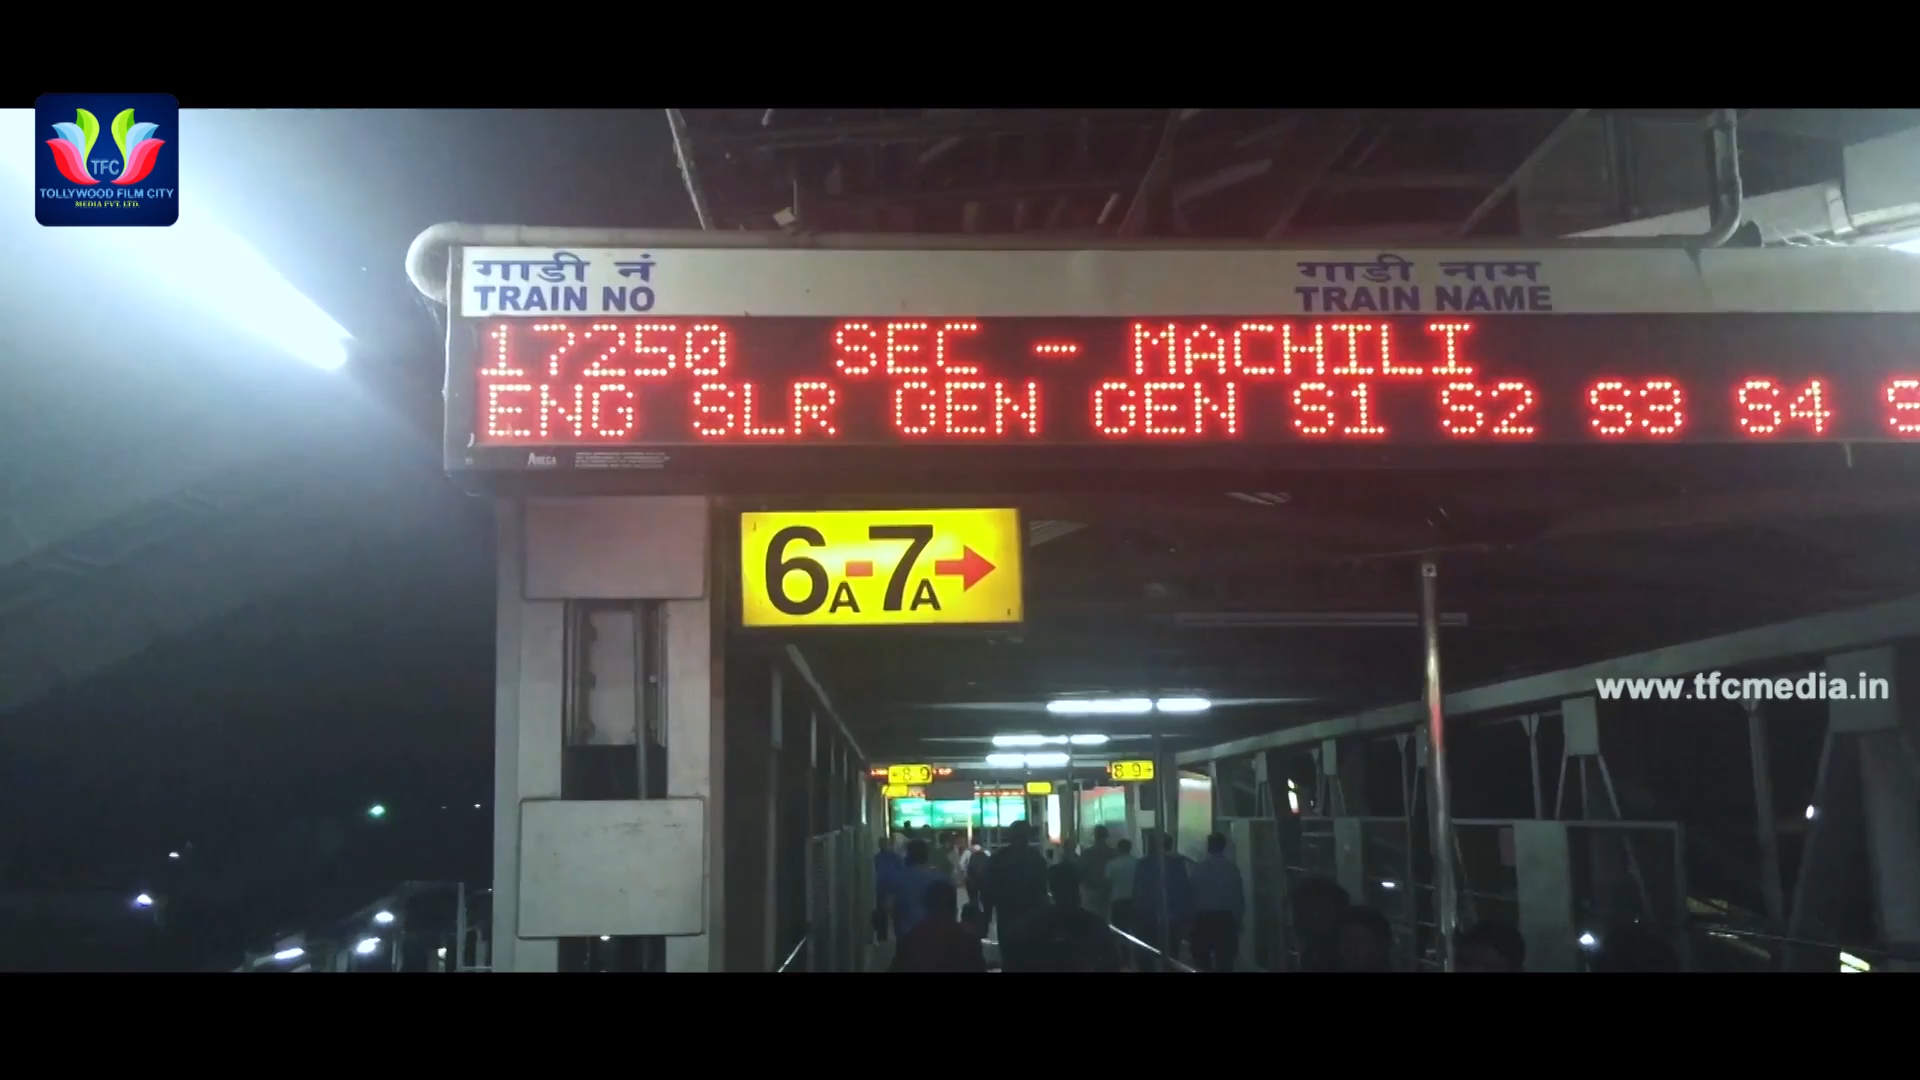 TFC
TOLLYWOOD FILM CITY
MEDIA PVT. LTD.
गाडी नं
TRAIN NO
गाडी नाम
TRAIN NAME
17250 SEC - MACHILI
ENG SLR GEN GEN S1 S2 S3 S4
6A-7A→
www.tfcmedia.in
8 9
8 9→